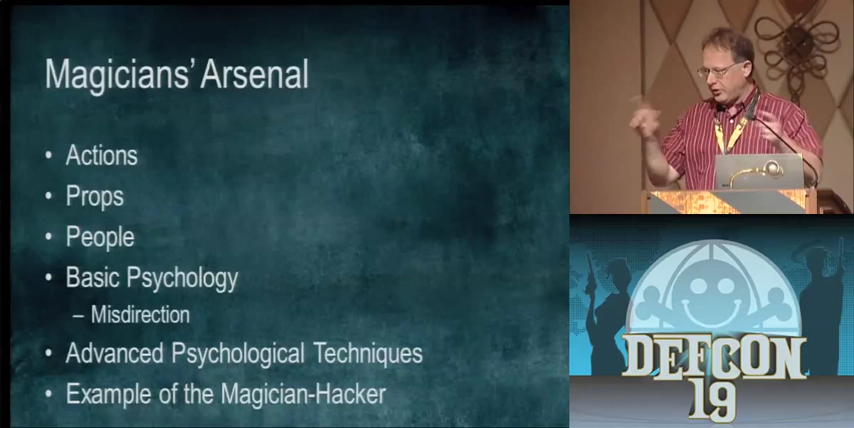 Magicians' Arsenal
• Actions
• Props
• People
• Basic Psychology
– Misdirection
• Advanced Psychological Techniques
• Example of the Magician-Hacker
DEFCON
19